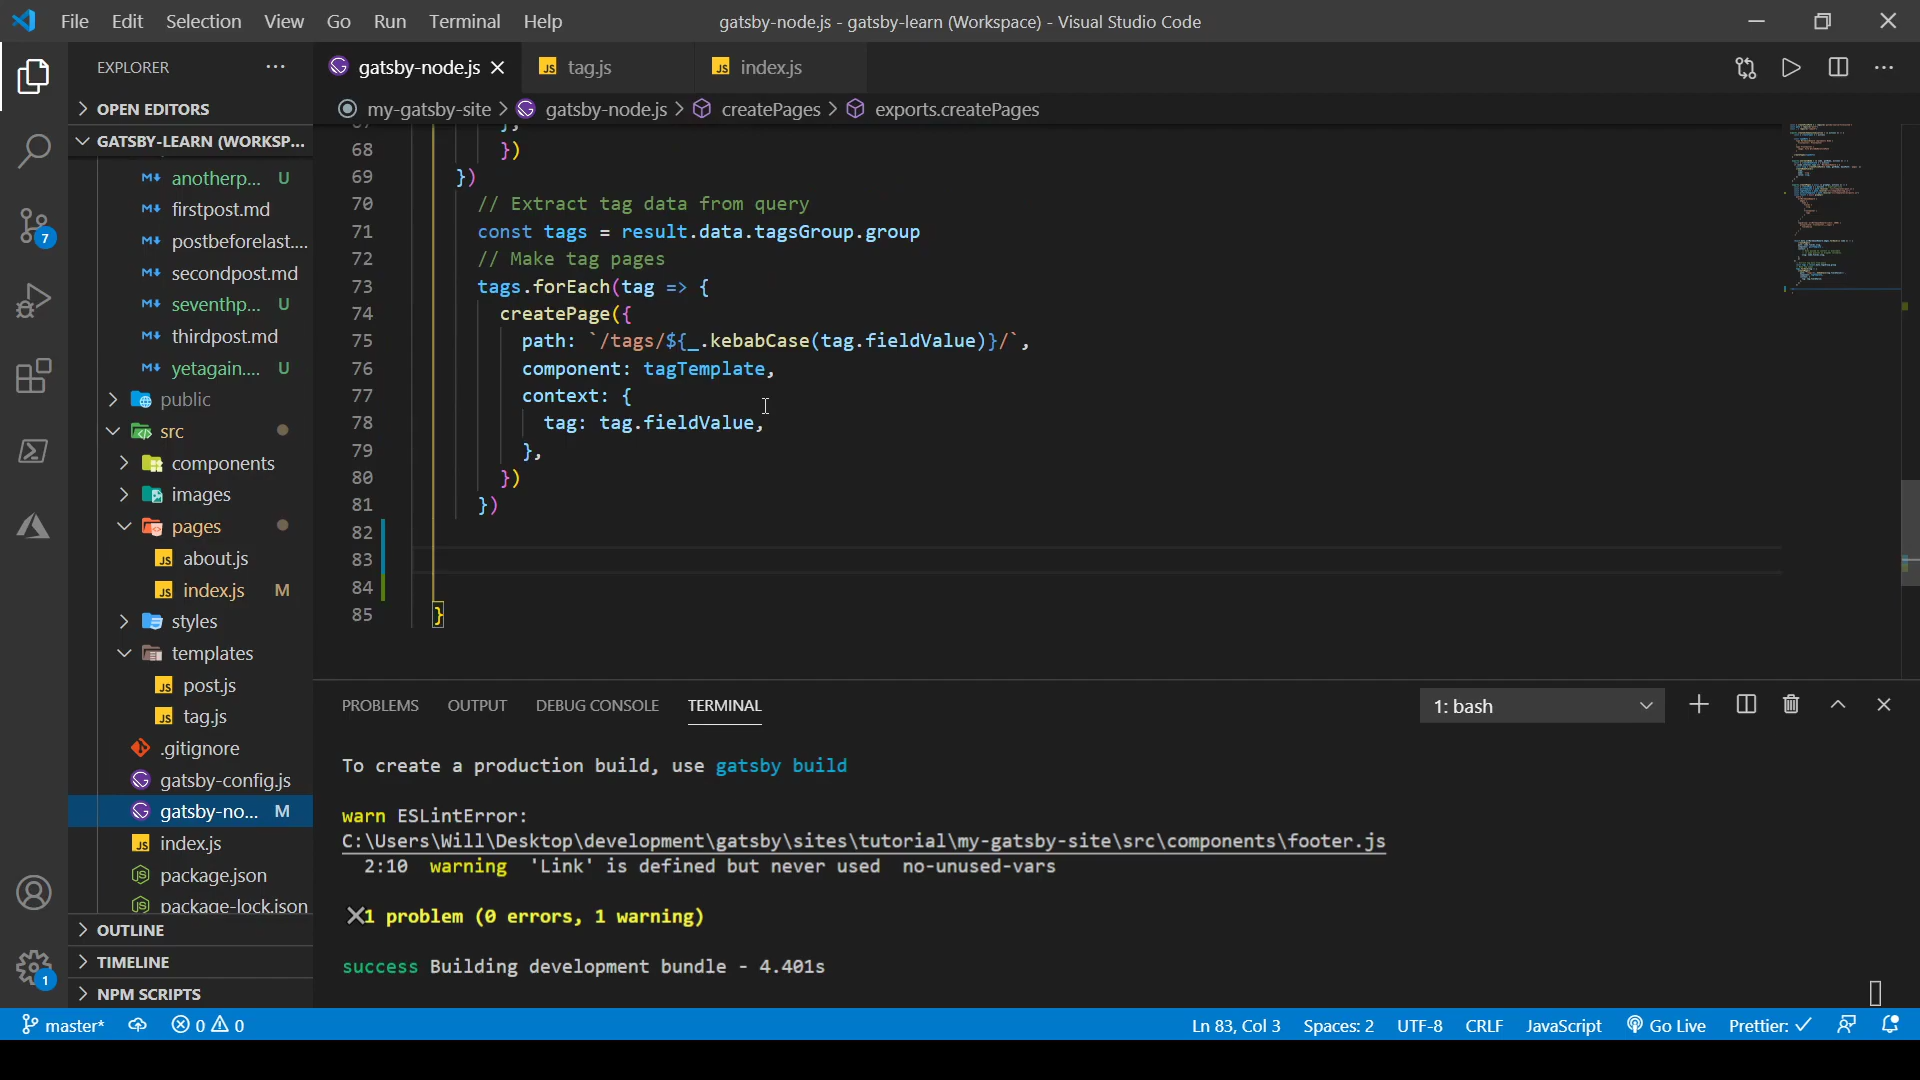 File Edit Selection View Go Run Terminal Help
gatsby-node.js - gatsby-learn (Workspace) - Visual Studio Code
EXPLORER
gatsby-node.js
JS tag.js
JS index.js
OPEN EDITORS
my-gatsby-site > gatsby-node.js > createPages > exports.createPages
GATSBY-LEARN (WORKSP...
anotherp... U
firstpost.md
postbeforelast....
secondpost.md
seventhp... U
thirdpost.md
yetagain.... U
public
src
components
images
pages
JS about.js
JS index.js M
styles
templates
JS post.js
JS tag.js
.gitignore
gatsby-config.js
gatsby-no... M
JS index.js
package.json
package-lock.json
OUTLINE
TIMELINE
NPM SCRIPTS
7
1
68 })
69 })
70 // Extract tag data from query
71 const tags = result.data.tagsGroup.group
72 // Make tag pages
73 tags.forEach(tag => {
74 createPage({
75 path: `/tags/${_.kebabCase(tag.fieldValue)}/`,
76 component: tagTemplate,
77 context: {
78 tag: tag.fieldValue,
79 },
80 })
81 })
82
83
84
85 }
PROBLEMS OUTPUT DEBUG CONSOLE TERMINAL
1: bash
To create a production build, use gatsby build
warn ESLintError:
C:\Users\Will\Desktop\development\gatsby\sites\tutorial\my-gatsby-site\src\components\footer.js
2:10 warning 'Link' is defined but never used no-unused-vars
1 problem (0 errors, 1 warning)
success Building development bundle - 4.401s
master* 0 0
Ln 83, Col 3 Spaces: 2 UTF-8 CRLF JavaScript Go Live Prettier: ✓